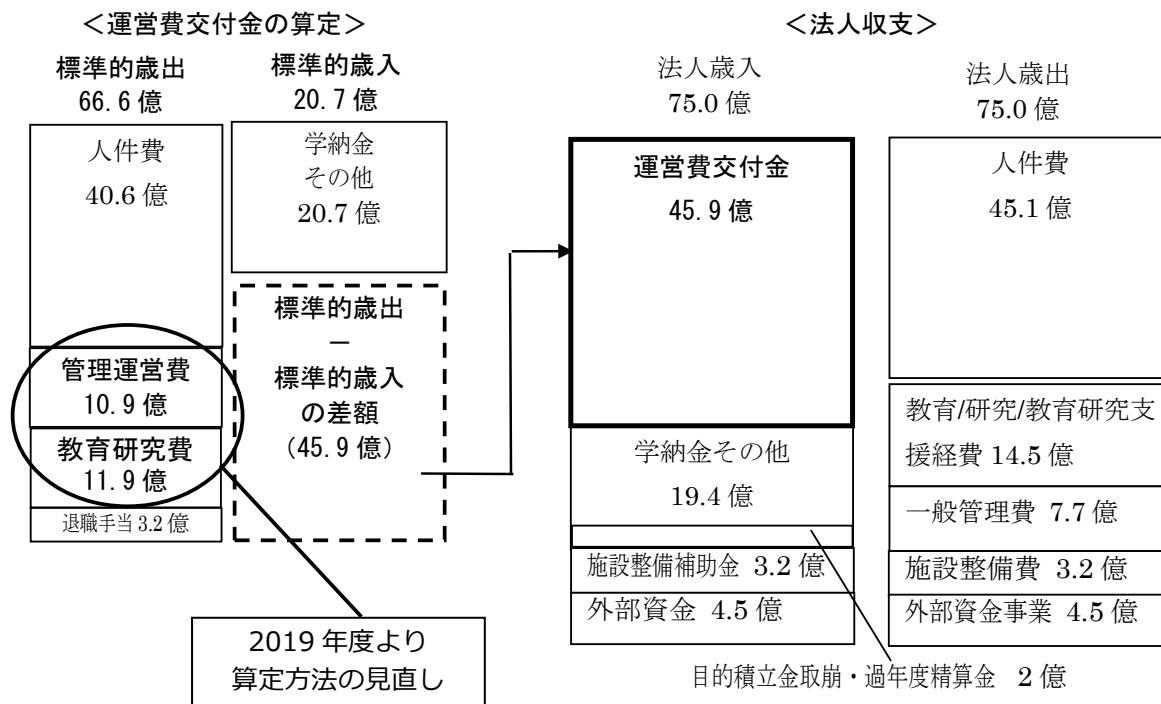 ＜運営費交付金の算定＞
標準的歳出
66.6 億
標準的歳入
20.7 億
人件費
40.6 億
学納金
その他
20.7 億
標準的歳出
－
標準的歳入
の差額
(45.9 億)
管理運営費
10.9 億
教育研究費
11.9 億
退職手当 3.2 億
2019 年度より
算定方法の見直し
＜法人収支＞
法人歳入
75.0 億
法人歳出
75.0 億
運営費交付金
45.9 億
学納金その他
19.4 億
施設整備補助金 3.2 億
外部資金 4.5 億
人件費
45.1 億
教育/研究/教育研究支
援経費 14.5 億
一般管理費 7.7 億
施設整備費 3.2 億
外部資金事業 4.5 億
目的積立金取崩・過年度精算金 2 億